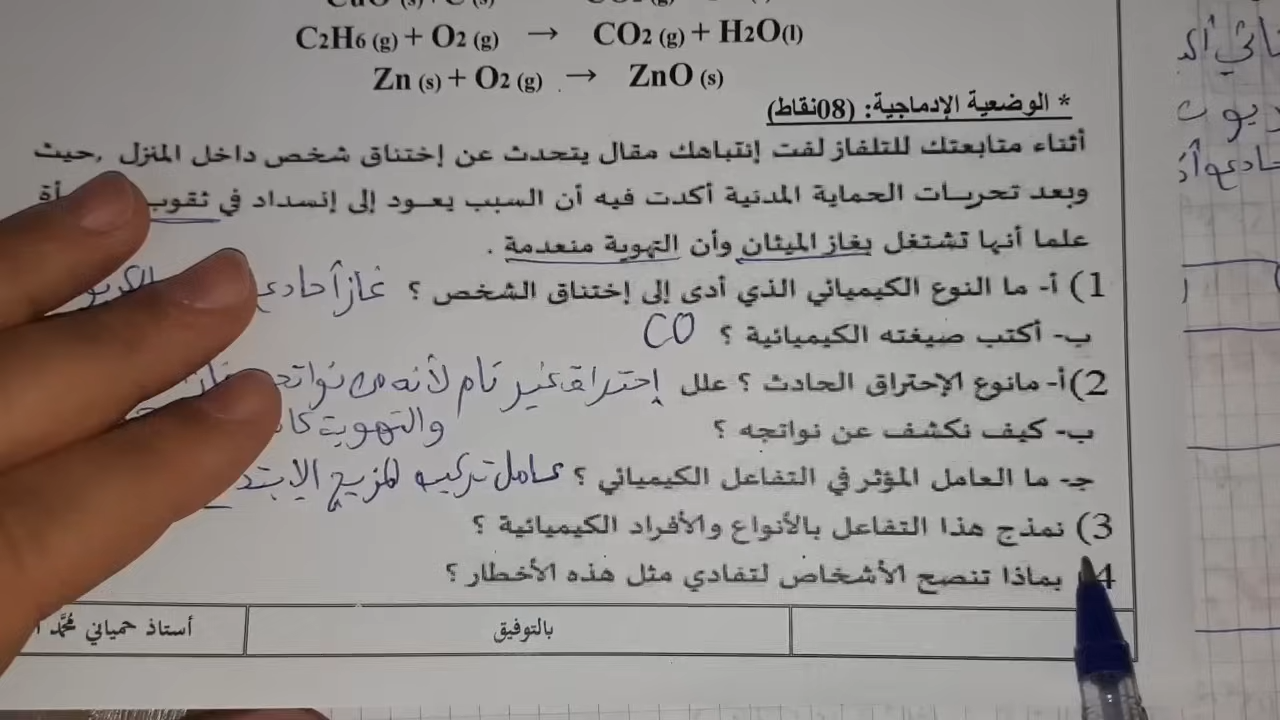 C2H6 (g) + O2 (g) → CO2 (g) + H2O(l)
Zn (s) + O2 (g) → ZnO (s)
* الوضعية الإدماجية: (08نقاط)
أثناء متابعتك للتلفاز لفت إنتباهك مقال يتحدث عن إختناق شخص داخل المنزل ,حيث
وبعد تحريات الحماية المدنية أكدت فيه أن السبب يعود إلى إنسداد في ثقوب
علما أنها تشتغل بغاز الميثان وأن التهوية منعدمة .
1) أ- ما النوع الكيميائي الذي أدى إلى إختناق الشخص ؟ غاز أحادي
ب- أكتب صيغته الكيميائية ؟ CO
2)أ- مانوع الإحتراق الحادث ؟ علل إحتراق غير تام لأنه من نواتجه
والتهوية
ب- كيف نكشف عن نواتجه ؟
جـ- ما العامل المؤثر في التفاعل الكيميائي ؟ عامل تركيب المزيج
3) نمذج هذا التفاعل بالأنواع والأفراد الكيميائية ؟
4 بماذا تنصح الأشخاص لتفادي مثل هذه الأخطار ؟
بالتوفيق
أستاذ حمياني محمد